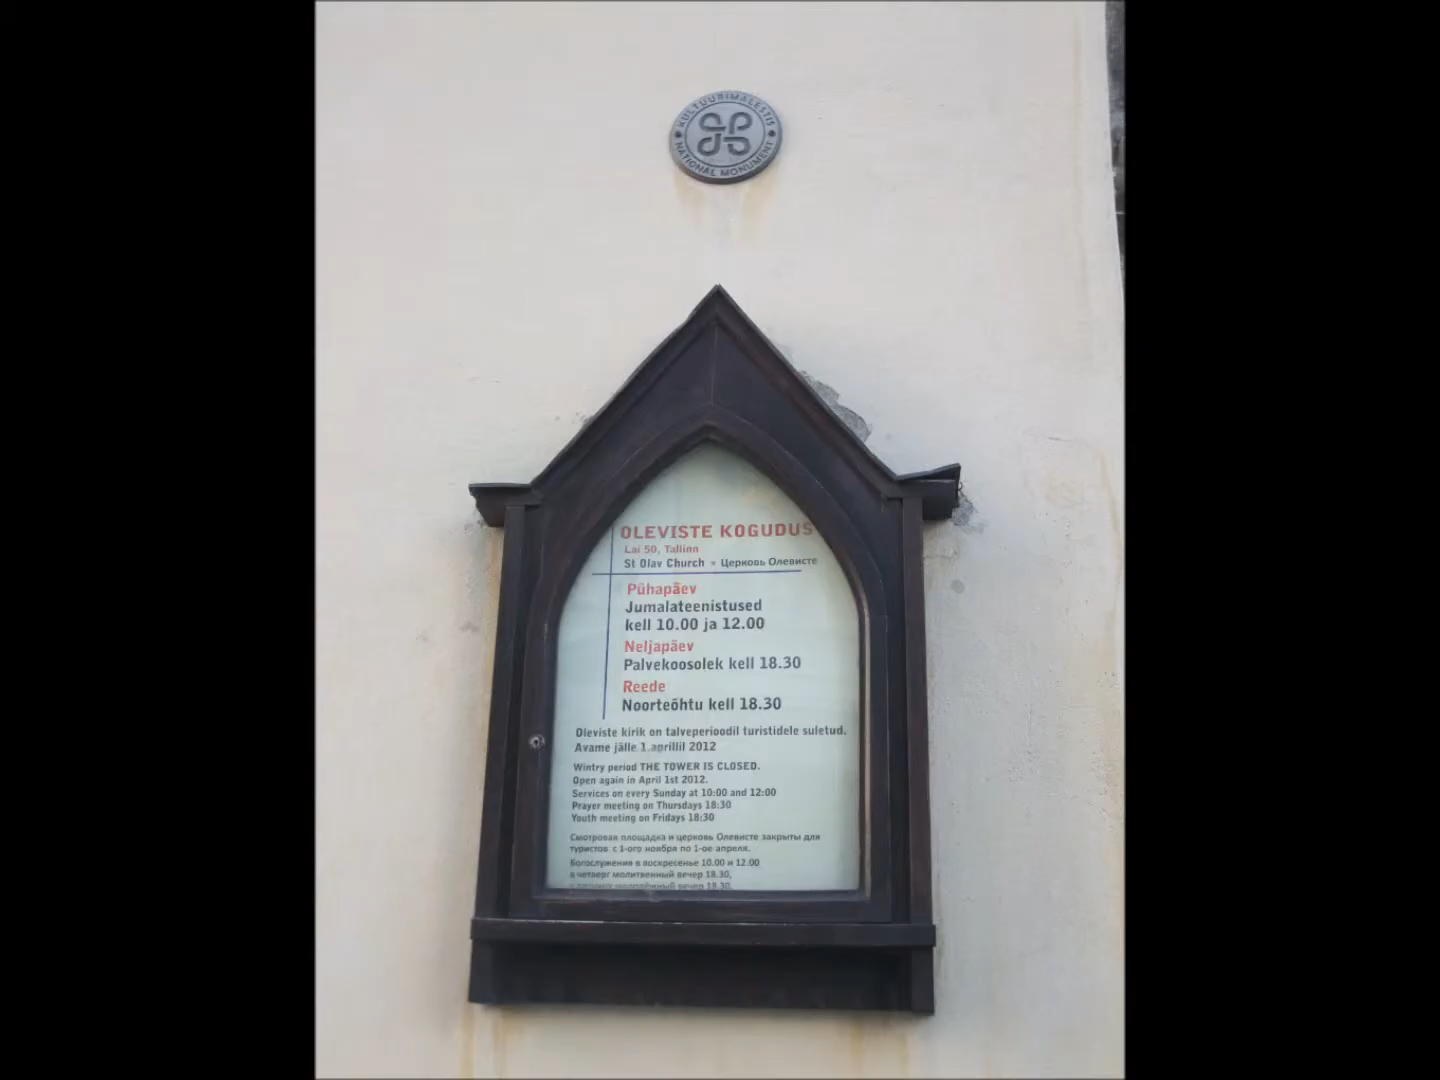 KULTUURIMÄLESTIS
NATIONAL MONUMENT
OLEVISTE KOGUDUS
Lai 50, Tallinn
St Olav Church • Церковь Олевисте
Pühapäev
Jumalateenistused
kell 10.00 ja 12.00
Neljapäev
Palvekoosolek kell 18.30
Reede
Noorteõhtu kell 18.30
Oleviste kirik on talveperioodil turistidele suletud.
Avame jälle 1.aprillil 2012
Wintry period THE TOWER IS CLOSED.
Open again in April 1st 2012.
Services on every Sunday at 10:00 and 12:00
Prayer meeting on Thursdays 18:30
Youth meeting on Fridays 18:30
Смотровая площадка и церковь Олевисте закрыты для
туристов с 1-ого ноября по 1-ое апреля.
Богослужения в воскресенье 10.00 и 12.00
в четверг молитвенный вечер 18.30,
в пятницу молодёжный вечер 18.30.